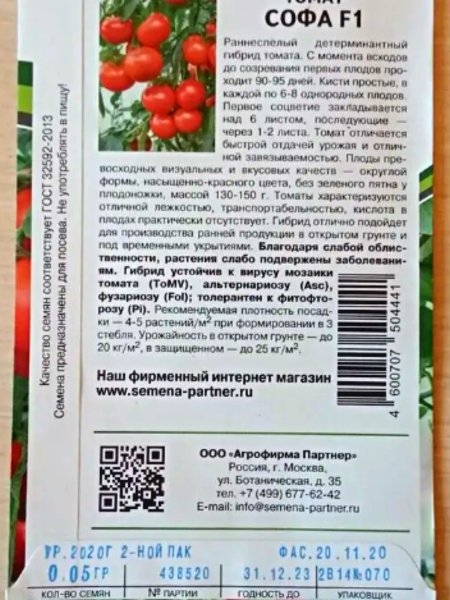 ТОМАТ
СОФА F1
Раннеспелый детерминантный
гибрид томата. С момента всходов
до созревания первых плодов про-
ходит 90-95 дней. Кисти простые, в
каждой по 6-8 однородных плодов.
Первое соцветие закладывается
над 6 листом, последующие —
через 1-2 листа. Томат отличается
быстрой отдачей урожая и отлич-
ной завязываемостью. Плоды пре-
восходных визуальных и вкусовых качеств — округлой
формы, насыщенно-красного цвета, без зеленого пятна у
плодоножки, массой 130-150 г. Томаты характеризуются
отличной лежкостью, транспортабельностью, кислота в
плодах практически отсутствует. Гибрид отлично подойдет
для производства ранней продукции в открытом грунте и
под временными укрытиями. Благодаря слабой облис-
твенности, растения слабо подвержены заболевани-
ям. Гибрид устойчив к вирусу мозаики
томата (ToMV), альтернариозу (Asc),
фузариозу (Fol); толерантен к фитофто-
розу (Pi). Рекомендуемая плотность посад-
ки — 4-5 растений/м² при формировании в 3
стебля. Урожайность в открытом грунте — до
20 кг/м², в защищенном — до 25 кг/м².
Качество семян соответствует ГОСТ 32592-2013
Семена предназначены для посева. Не употреблять в пищу!
4 600707 504441
Наш фирменный интернет магазин
www.semena-partner.ru
ООО «Агрофирма Партнер»
Россия, г. Москва,
ул. Ботаническая, д. 35
тел. +7 (499) 677-62-42
E-mail: info@semena-partner.ru
УР.2020Г 2-НОЙ ПАК ФАС.20.11.20
0.05ГР 438520 31.12.23 2В14№070
КОЛ-ВО СЕМЯН № ПАРТИИ ГОДНОСТЬ ДО УПАКОВЩИК